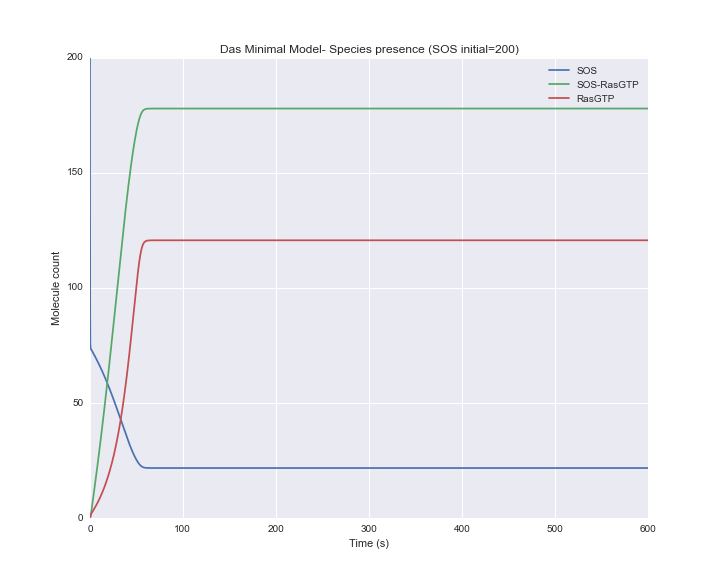 Das Minimal Model- Species presence (SOS initial=200)
SOS
SOS-RasGTP
RasGTP
200
150
100
50
0
Molecule count
0 100 200 300 400 500 600
Time (s)